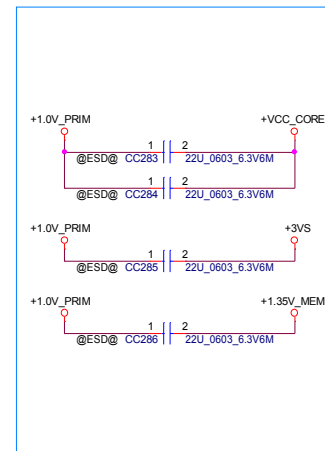 +1.0V_PRIM +VCC_CORE
1 2
@ESD@ CC283 22U_0603_6.3V6M
1 2
@ESD@ CC284 22U_0603_6.3V6M
+1.0V_PRIM +3VS
1 2
@ESD@ CC285 22U_0603_6.3V6M
+1.0V_PRIM +1.35V_MEM
1 2
@ESD@ CC286 22U_0603_6.3V6M